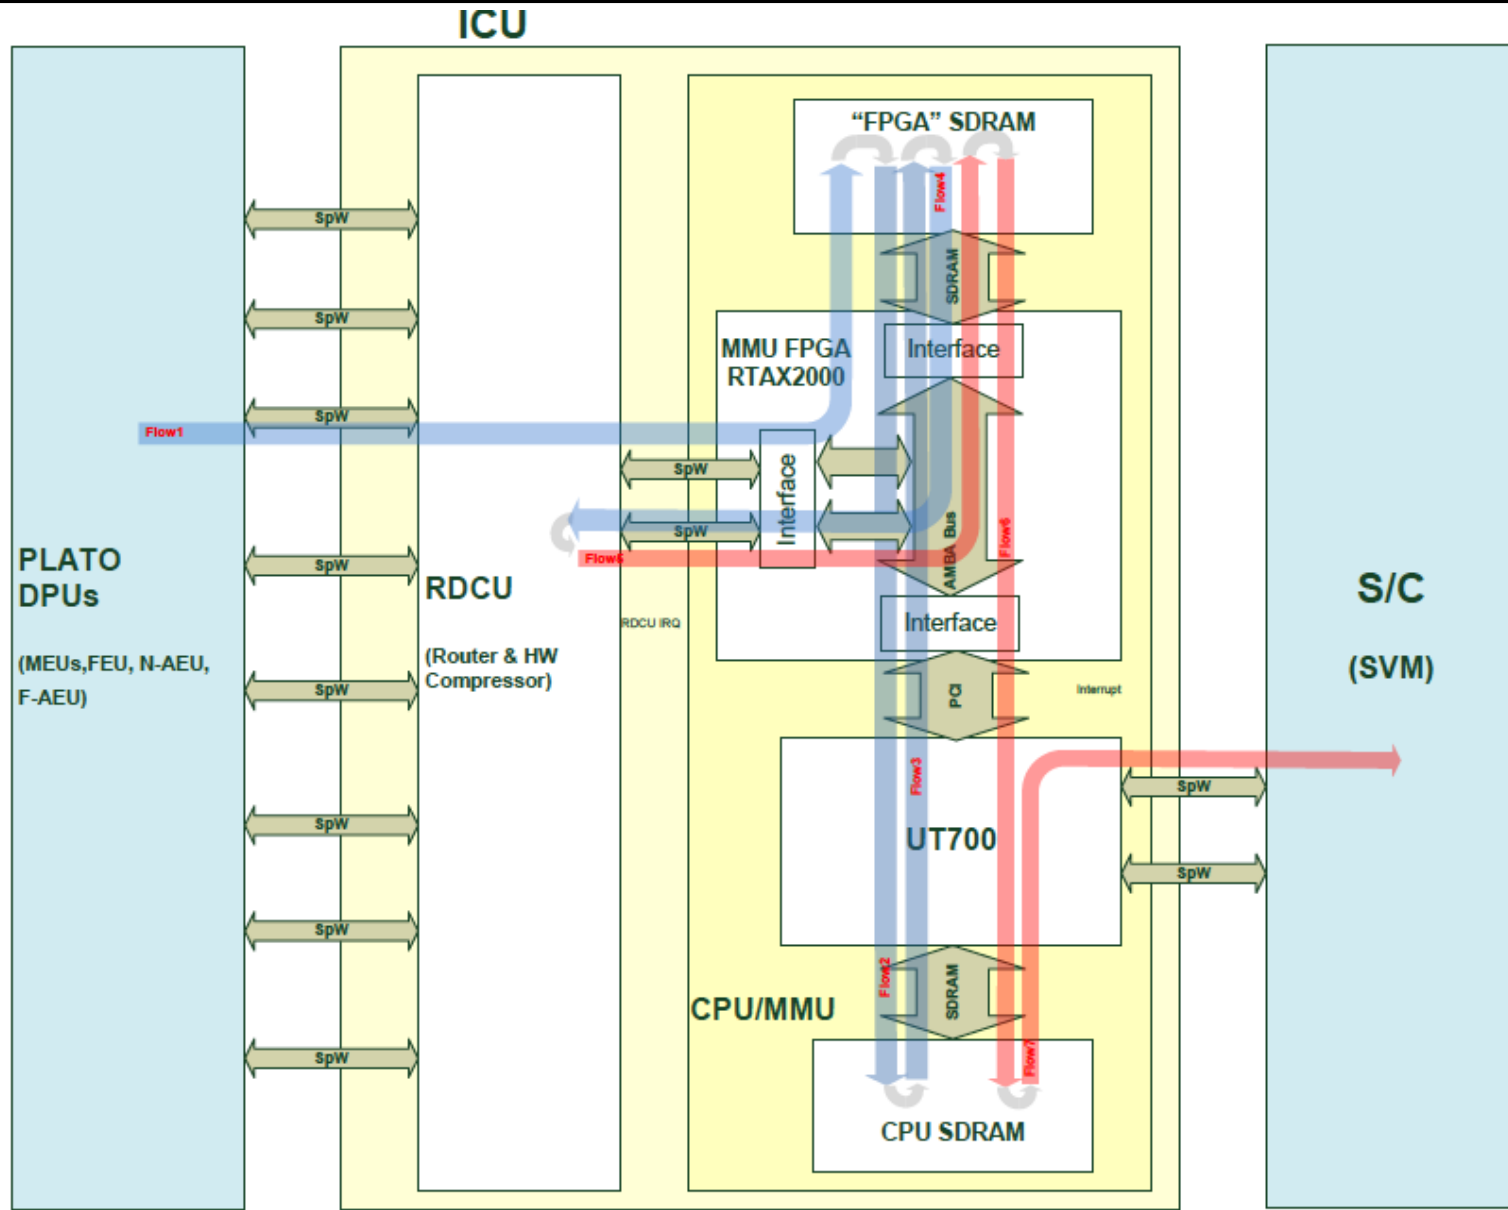 ICU
“FPGA” SDRAM
Flow4
SpW
SDRAM
SpW
MMU FPGA
RTAX2000
Interface
SpW
Flow1
SpW
Interface
AMBA Bus
Flow6
SpW
Flow5
PLATO
DPUs
SpW
RDCU
S/C
Interface
RDCU IRQ
(MEUs,FEU, N-AEU,
F-AEU)
(Router & HW
Compressor)
(SVM)
SpW
PCI
Interrupt
Flow3
SpW
SpW
UT700
SpW
SpW
Flow2
SDRAM
CPU/MMU
Flow7
SpW
CPU SDRAM